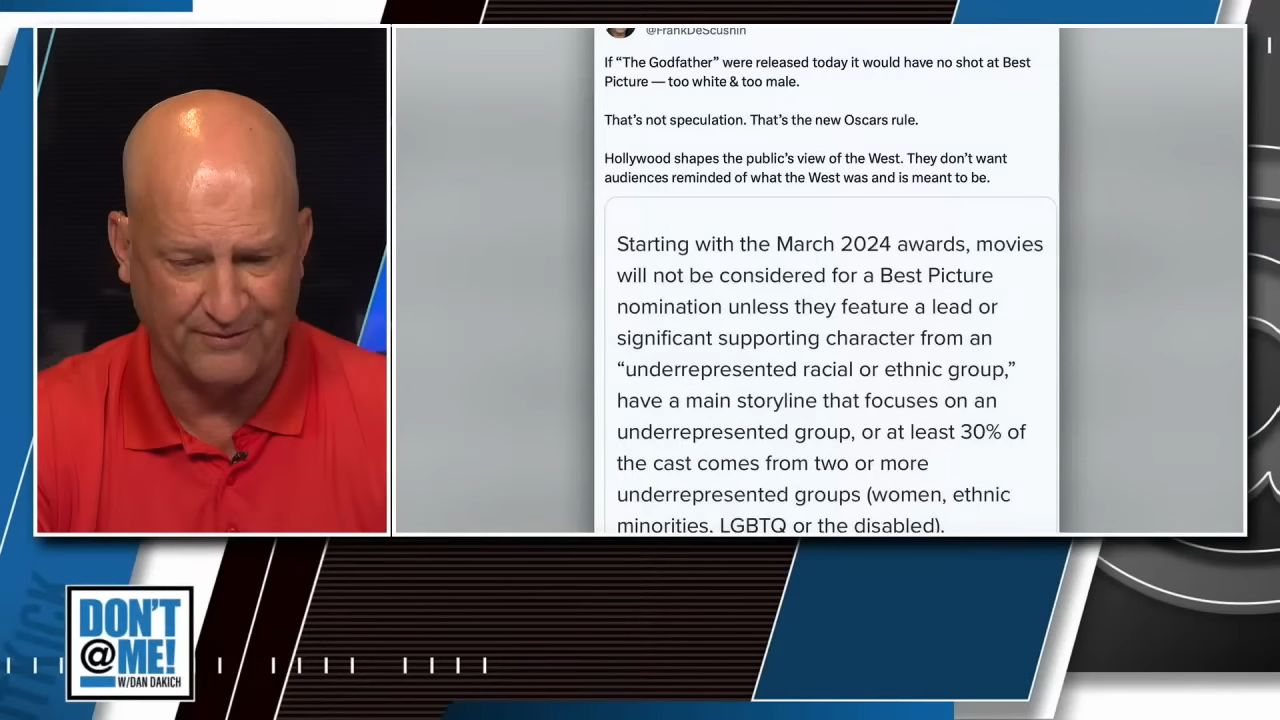 @FrankDeScushin
If “The Godfather” were released today it would have no shot at Best
Picture — too white & too male.
That’s not speculation. That’s the new Oscars rule.
Hollywood shapes the public’s view of the West. They don’t want
audiences reminded of what the West was and is meant to be.
Starting with the March 2024 awards, movies
will not be considered for a Best Picture
nomination unless they feature a lead or
significant supporting character from an
“underrepresented racial or ethnic group,”
have a main storyline that focuses on an
underrepresented group, or at least 30% of
the cast comes from two or more
underrepresented groups (women, ethnic
minorities, LGBTQ or the disabled).
DON'T
@ME!
W/DAN DAKICH